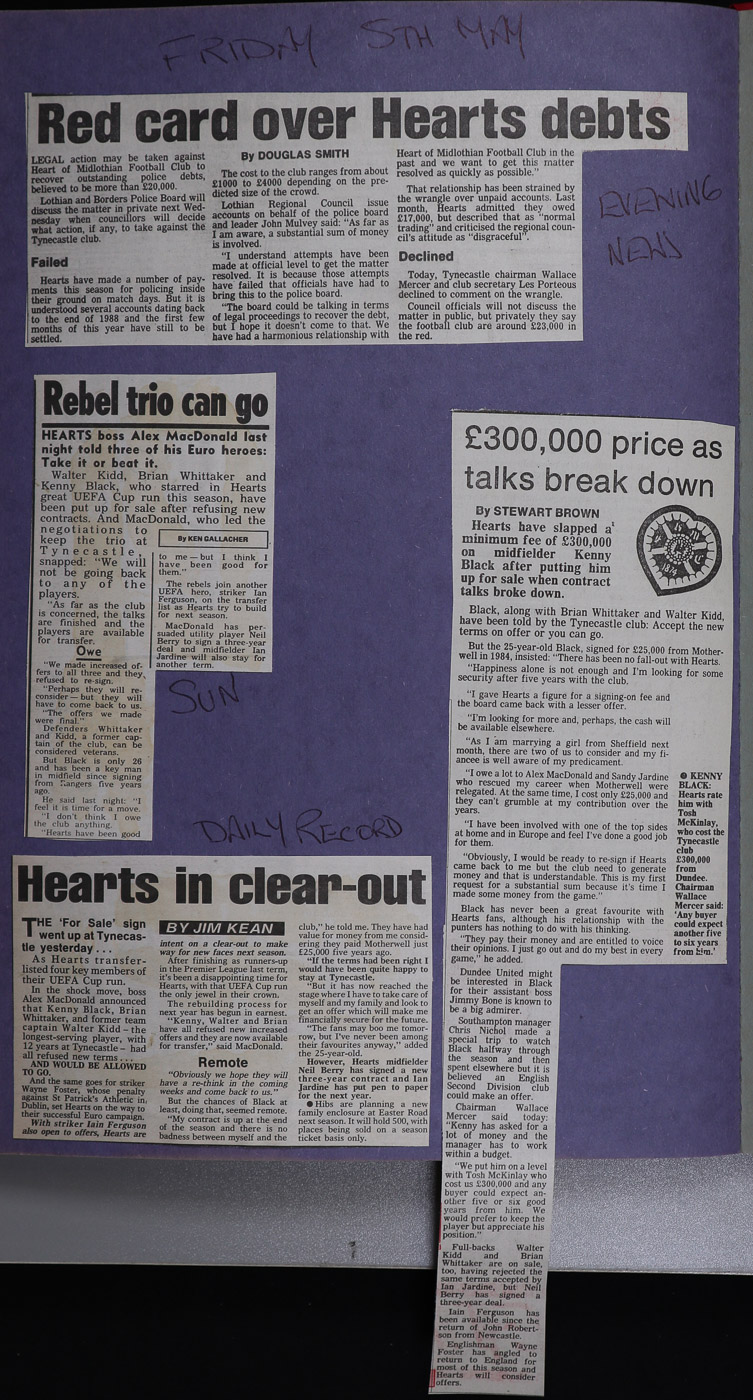 FRIDAY 5TH MAY
Red card over Hearts debts
LEGAL action may be taken against
Heart of Midlothian Football Club to
recover outstanding police debts,
believed to be more than £20,000.
Lothian and Borders Police Board will
discuss the matter in private next Wed-
nesday when councillors will decide
what action, if any, to take against the
Tynecastle club.
Failed
Hearts have made a number of pay-
ments this season for policing inside
their ground on match days. But it is
understood several accounts dating back
to the end of 1988 and the first few
months of this year have still to be
settled.
By DOUGLAS SMITH
The cost to the club ranges from about
£1000 to £4000 depending on the pre-
dicted size of the crowd.
Lothian Regional Council issue
accounts on behalf of the police board
and leader John Mulvey said: "As far as
I am aware, a substantial sum of money
is involved.
"I understand attempts have been
made at official level to get the matter
resolved. It is because those attempts
have failed that officials have had to
bring this to the police board.
"The board could be talking in terms
of legal proceedings to recover the debt,
but I hope it doesn't come to that. We
have had a harmonious relationship with
Heart of Midlothian Football Club in the
past and we want to get this matter
resolved as quickly as possible."
That relationship has been strained by
the wrangle over unpaid accounts. Last
month, Hearts admitted they owed
£17,000, but described that as "normal
trading" and criticised the regional coun-
cil's attitude as "disgraceful".
Declined
Today, Tynecastle chairman Wallace
Mercer and club secretary Les Porteous
declined to comment on the wrangle.
Council officials will not discuss the
matter in public, but privately they say
the football club are around £23,000 in
the red.
EVENING
NEWS
Rebel trio can go
HEARTS boss Alex MacDonald last
night told three of his Euro heroes:
Take it or beat it.
Walter Kidd, Brian Whittaker and
Kenny Black, who starred in Hearts
great UEFA Cup run this season, have
been put up for sale after refusing new
contracts. And MacDonald, who led the
negotiations to
keep the trio at
Tynecastle,
snapped: "We will
not be going back
to any of the
players.
"As far as the club
is concerned, the talks
are finished and the
players are available
for transfer.
Owe
"We made increased of-
fers to all three and they
refused to re-sign.
"Perhaps they will re-
consider — but they will
have to come back to us.
"The offers we made
were final."
Defenders Whittaker
and Kidd, a former cap-
tain of the club, can be
considered veterans.
But Black is only 26
and has been a key man
in midfield since signing
from Rangers five years
ago.
He said last night: "I
feel it is time for a move.
"I don't think I owe
the club anything.
"Hearts have been good
By KEN GALLACHER
to me — but I think I
have been good for
them."
The rebels join another
UEFA hero, striker Ian
Ferguson, on the transfer
list as Hearts try to build
for next season.
MacDonald has per-
suaded utility player Neil
Berry to sign a three-year
deal and midfielder Ian
Jardine will also stay for
another term.
SUN
£300,000 price as
talks break down
By STEWART BROWN
Hearts have slapped a
minimum fee of £300,000
on midfielder Kenny
Black after putting him
up for sale when contract
talks broke down.
Black, along with Brian Whittaker and Walter Kidd,
have been told by the Tynecastle club: Accept the new
terms on offer or you can go.
But the 25-year-old Black, signed for £25,000 from Mother-
well in 1984, insisted: "There has been no fall-out with Hearts.
"Happiness alone is not enough and I'm looking for some
security after five years with the club.
"I gave Hearts a figure for a signing-on fee and
the board came back with a lesser offer.
"I'm looking for more and, perhaps, the cash will
be available elsewhere.
"As I am marrying a girl from Sheffield next
month, there are two of us to consider and my fi-
ancee is well aware of my predicament.
"I owe a lot to Alex MacDonald and Sandy Jardine
who rescued my career when Motherwell were
relegated. At the same time, I cost only £25,000 and
they can't grumble at my contribution over the
years.
"I have been involved with one of the top sides
at home and in Europe and feel I've done a good job
for them.
"Obviously, I would be ready to re-sign if Hearts
came back to me but the club need to generate
money and that is understandable. This is my first
request for a substantial sum because it's time I
made some money from the game."
Black has never been a great favourite with
Hearts fans, although his relationship with the
punters has nothing to do with his thinking.
"They pay their money and are entitled to voice
their opinions. I just go out and do my best in every
game," he added.
Dundee United might
be interested in Black
for their assistant boss
Jimmy Bone is known to
be a big admirer.
Southampton manager
Chris Nichol made a
special trip to watch
Black halfway through
the season and then
spent elsewhere but it is
believed an English
Second Division club
could make an offer.
Chairman Wallace
Mercer said today:
"Kenny has asked for a
lot of money and the
manager has to work
within a budget.
"We put him on a level
with Tosh McKinlay who
cost us £300,000 and any
buyer could expect an-
other five or six good
years from him. We
would prefer to keep the
player but appreciate his
position."
Full-backs Walter
Kidd and Brian
Whittaker are on sale,
too, having rejected the
same terms accepted by
Ian Jardine, but Neil
Berry has signed a
three-year deal.
Iain Ferguson has
been available since the
return of John Robert-
son from Newcastle.
Englishman Wayne
Foster has angled to
return to England for
most of this season and
Hearts will consider
offers.
● KENNY
BLACK:
Hearts rate
him with
Tosh
McKinlay,
who cost the
Tynecastle
club
£300,000
from
Dundee.
Chairman
Wallace
Mercer said:
'Any buyer
could expect
another five
to six years
from him.'
DAILY RECORD
Hearts in clear-out
THE 'For Sale' sign
went up at Tynecas-
tle yesterday . . .
As Hearts transfer-
listed four key members of
their UEFA Cup run.
In the shock move, boss
Alex MacDonald announced
that Kenny Black, Brian
Whittaker, and former team
captain Walter Kidd – the
longest-serving player, with
12 years at Tynecastle – had
all refused new terms . . .
AND WOULD BE ALLOWED
TO GO.
And the same goes for striker
Wayne Foster, whose penalty
against St Patrick's Athletic in
Dublin, set Hearts on the way to
their successful Euro campaign.
With striker Iain Ferguson
also open to offers, Hearts are
BY JIM KEAN
intent on a clear-out to make
way for new faces next season.
After finishing as runners-up
in the Premier League last term,
it's been a disappointing time for
Hearts, with that UEFA Cup run
the only jewel in their crown.
The rebuilding process for
next year has begun in earnest.
"Kenny, Walter and Brian
have all refused new increased
offers and they are now available
for transfer," said MacDonald.
Remote
"Obviously we hope they will
have a re-think in the coming
weeks and come back to us."
But the chances of Black at
least, doing that, seemed remote.
"My contract is up at the end
of the season and there is no
badness between myself and the
club," he told me. They have had
value for money from me consid-
ering they paid Motherwell just
£25,000 five years ago.
"If the terms had been right I
would have been quite happy to
stay at Tynecastle.
"But it has now reached the
stage where I have to take care of
myself and my family and look to
get an offer which will make me
financially secure for the future.
"The fans may boo me tomor-
row, but I've never been among
their favourites anyway," added
the 25-year-old.
However, Hearts midfielder
Neil Berry has signed a new
three-year contract and Ian
Jardine has put pen to paper
for the next year.
● Hibs are planning a new
family enclosure at Easter Road
next season. It will hold 500, with
places being sold on a season
ticket basis only.